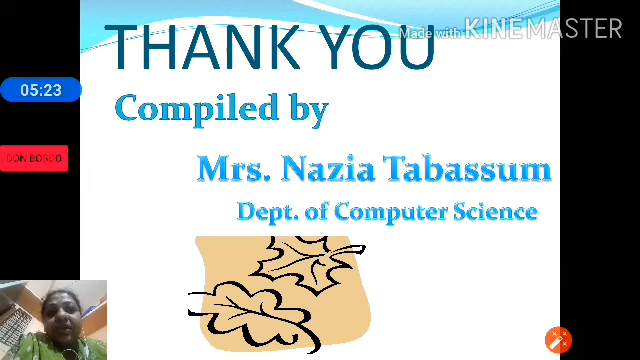 THANK YOU
Made with KINEMASTER
05:23
Compiled by
DON BOSCO
Mrs. Nazia Tabassum
Dept. of Computer Science